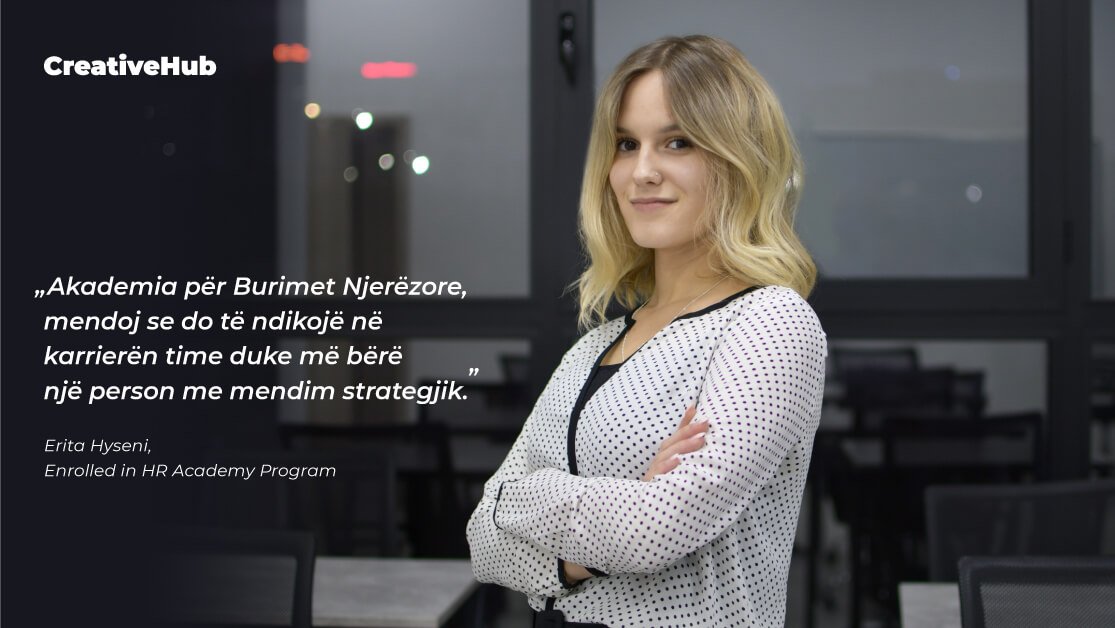 CreativeHub
„Akademia për Burimet Njerëzore,
mendoj se do të ndikojë në
karrierën time duke më bërë
një person me mendim strategjik.”
Erita Hyseni,
Enrolled in HR Academy Program